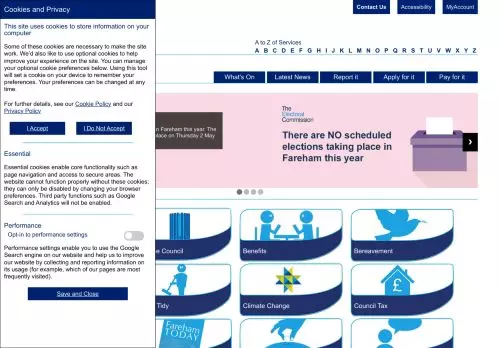 Cookies and Privacy
This site uses cookies to store information on your
computer
Some of these cookies are necessary to make the site
work. We'd also like to use optional cookies to help
improve your experience on the site. You can manage
your optional cookie preferences below. Using this tool
will set a cookie on your device to remember your
preferences. Your preferences can be changed at any
time.
For further details, see our Cookie Policy and our
Privacy Policy
I Accept
I Do Not Accept
Essential
Essential cookies enable core functionality such as
page navigation and access to secure areas. The
website cannot function properly without these cookies;
they can only be disabled by changing your browser
preferences. Third party functions such as Google
Search and Analytics will not be enabled.
Performance
Opt-in to performance settings
Performance settings enable you to use the Google
Search engine on our website and help us to improve
our website by collecting and reporting information on
its usage (for example, which of our pages are most
frequently visited).
Save and Close
Contact Us
Accessibility
MyAccount
A to Z of Services
A B C D E F G H I J K L M N O P Q R S T U V W X Y Z
What's On
Latest News
Report it
Apply for it
Pay for it
n Fareham this year. The
place on Thursday 2 May
The
Electoral
Commission
There are NO scheduled
elections taking place in
Fareham this year
e Council
Benefits
Bereavement
Tidy
Climate Change
£
Council Tax
Fareham
TODAY